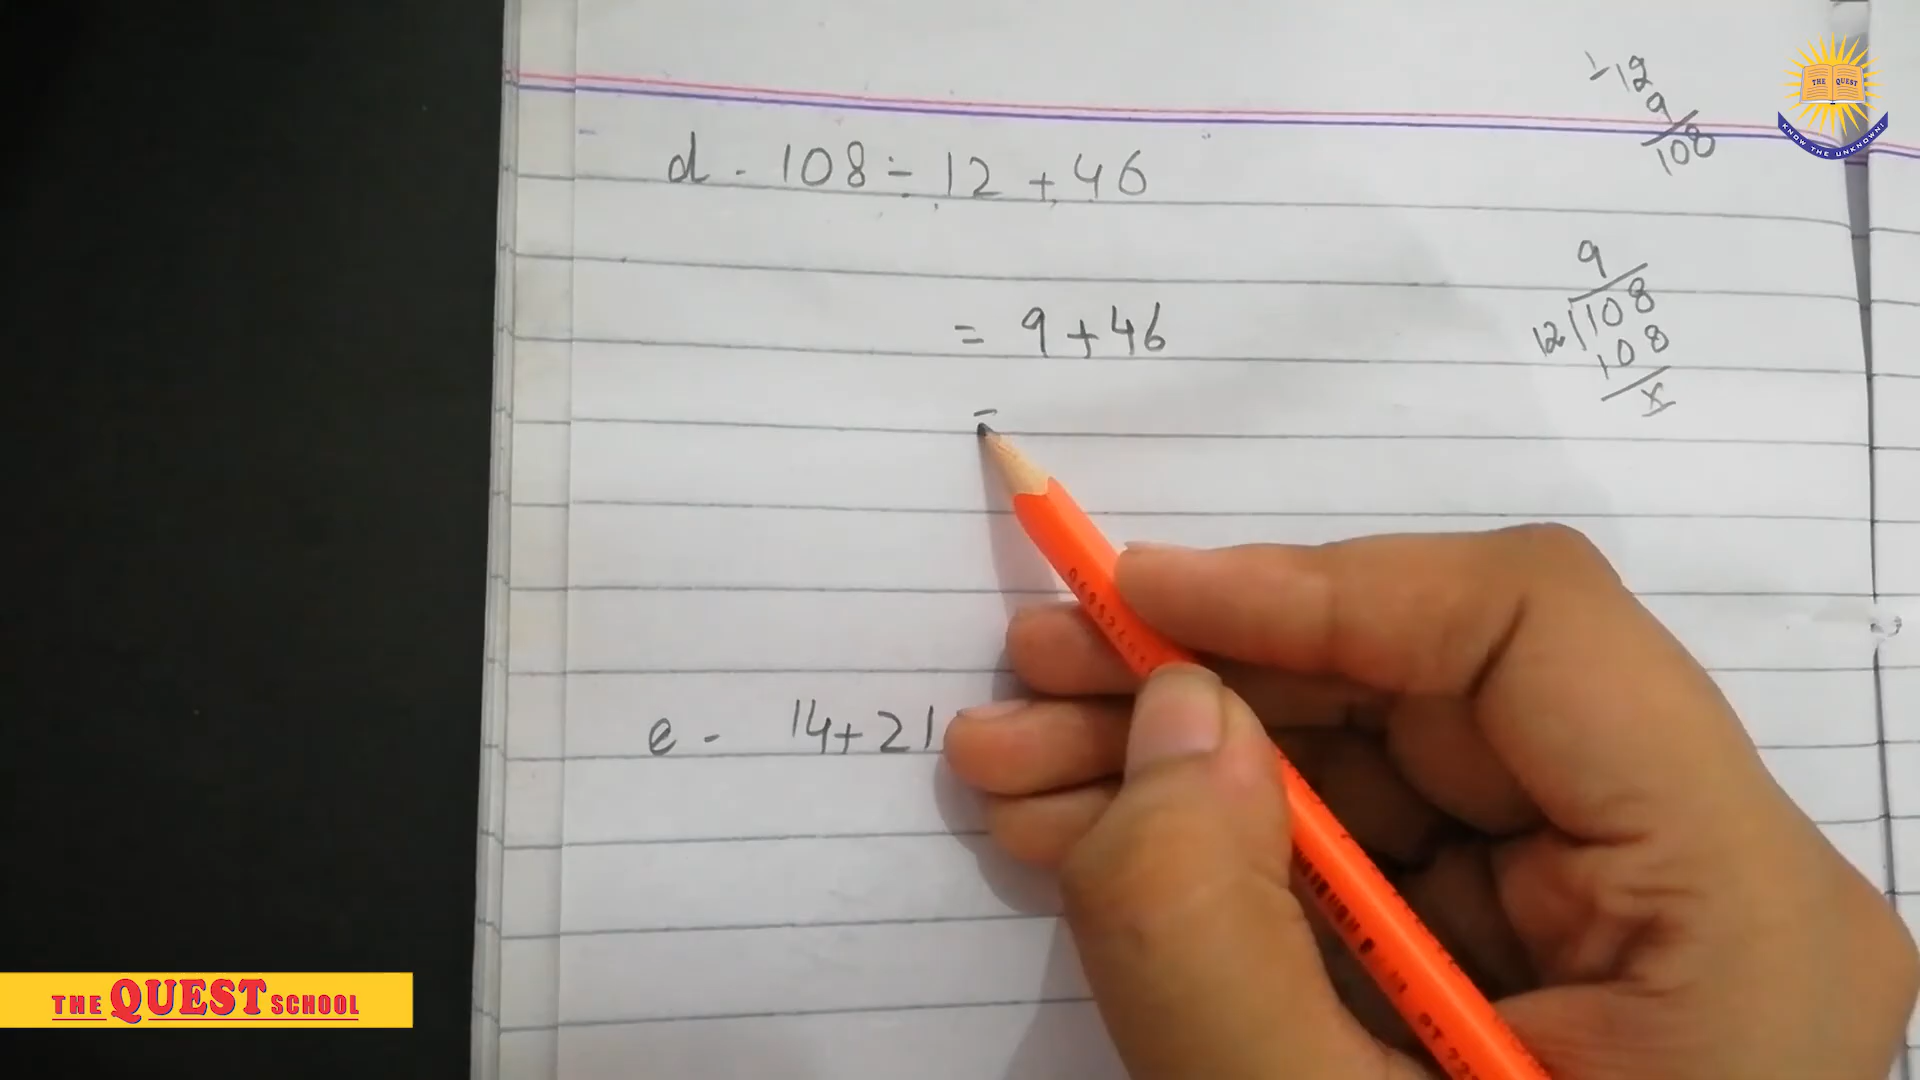 12
9
108
THE QUEST
KNOW THE UNKNOWN!
d - 108 ÷ 12 + 46
= 9 + 46
=
9
12 108
108
x
e - 14 + 21
THE QUEST SCHOOL